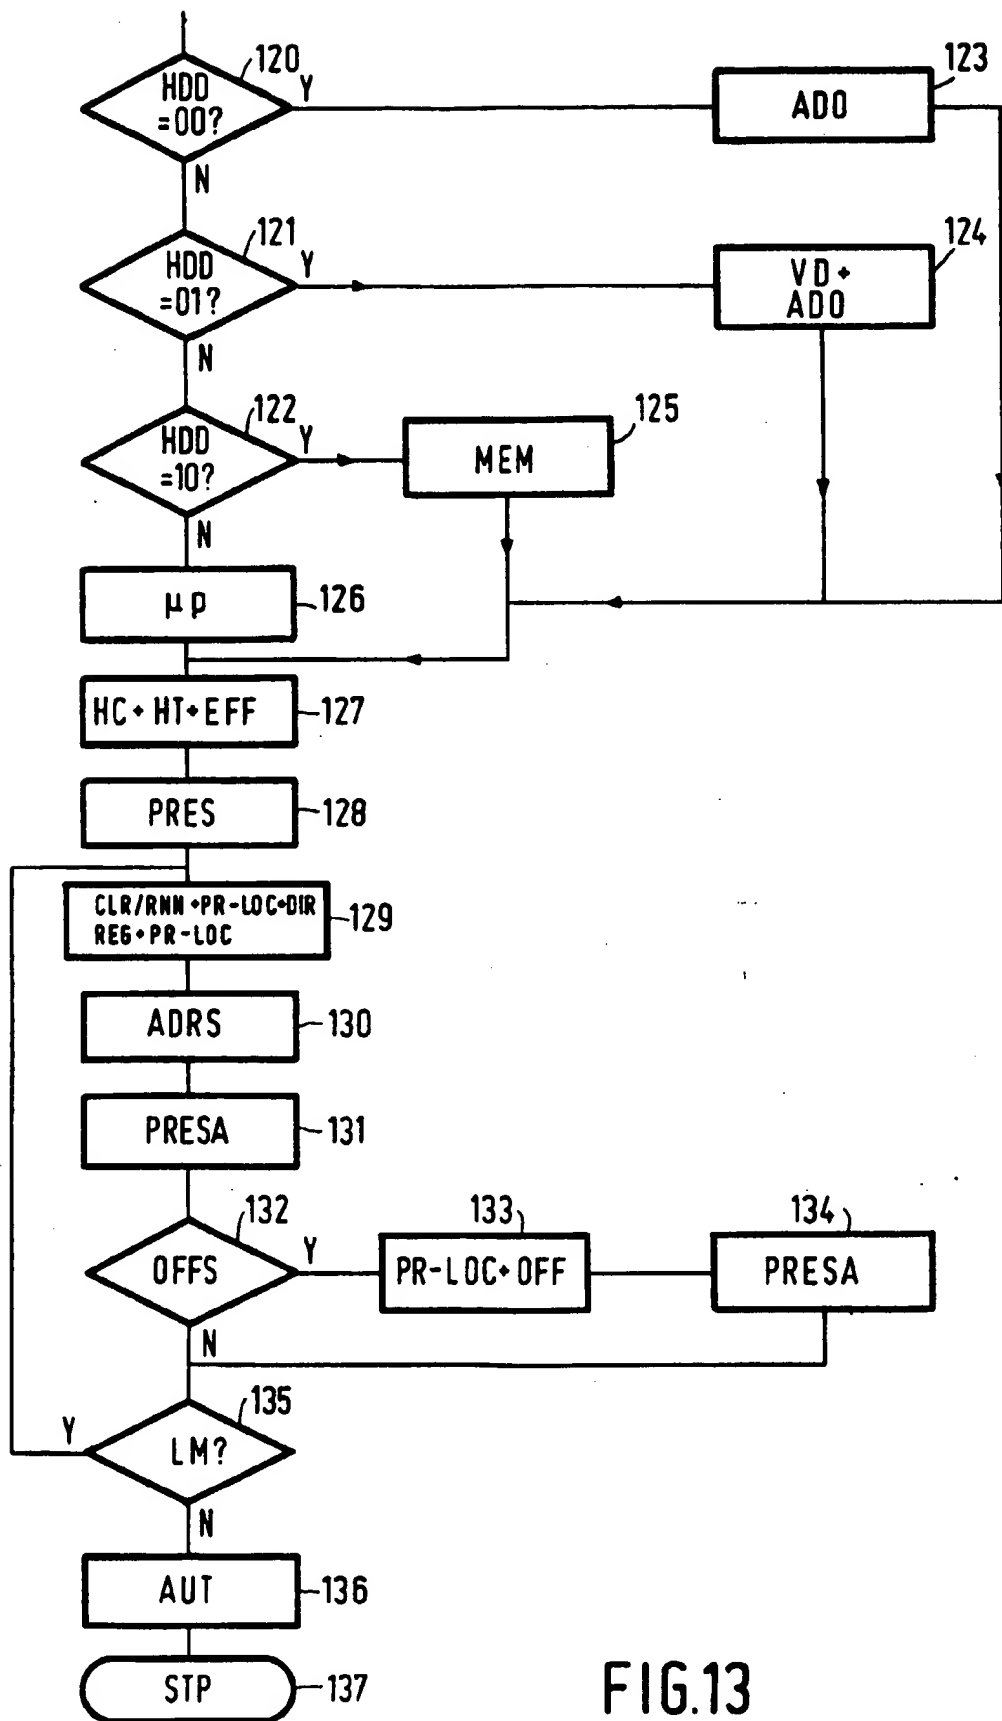 120
HDD
=00?
Y
N
123
ADO
121
HDD
=01?
Y
N
124
VD+
ADO
122
HDD
=10?
Y
N
125
MEM
μp
126
HC+HT+EFF
127
PRES
128
CLR/RNN+PR-LOC+DIR
REG+PR-LOC
129
ADRS
130
PRESA
131
132
OFFS
Y
N
133
PR-LOC+OFF
134
PRESA
135
LM?
Y
N
AUT
136
STP
137
FIG.13